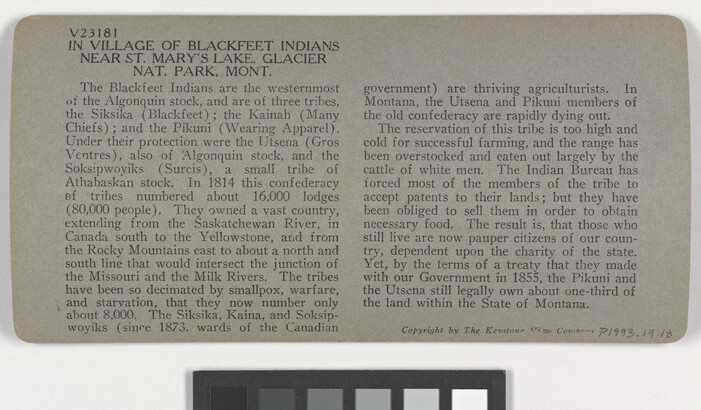 V23181
IN VILLAGE OF BLACKFEET INDIANS
NEAR ST. MARY'S LAKE, GLACIER
NAT. PARK, MONT.
The Blackfeet Indians are the westernmost
of the Algonquin stock, and are of three tribes,
the Siksika (Blackfeet); the Kainah (Many
Chiefs); and the Pikuni (Wearing Apparel).
Under their protection were the Utsena (Gros
Ventres), also of Algonquin stock, and the
Soksipwoyiks (Surcis), a small tribe of
Athabaskan stock. In 1814 this confederacy
of tribes numbered about 16,000 lodges
(80,000 people). They owned a vast country,
extending from the Saskatchewan River, in
Canada south to the Yellowstone, and from
the Rocky Mountains east to about a north and
south line that would intersect the junction of
the Missouri and the Milk Rivers. The tribes
have been so decimated by smallpox, warfare,
and starvation, that they now number only
about 8,000. The Siksika, Kaina, and Soksip-
woyiks (since 1873, wards of the Canadian
government) are thriving agriculturists. In
Montana, the Utsena and Pikuni members of
the old confederacy are rapidly dying out.
The reservation of this tribe is too high and
cold for successful farming, and the range has
been overstocked and eaten out largely by the
cattle of white men. The Indian Bureau has
forced most of the members of the tribe to
accept patents to their lands; but they have
been obliged to sell them in order to obtain
necessary food. The result is, that those who
still live are now pauper citizens of our coun-
try, dependent upon the charity of the state.
Yet, by the terms of a treaty that they made
with our Government in 1855, the Pikuni and
the Utsena still legally own about one-third of
the land within the State of Montana.
Copyright by The Keystone View Company P1993.19.18